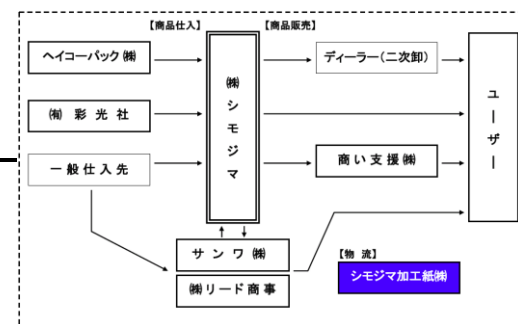 【商品仕入】 【商品販売】
ヘイコーパック㈱
㈲ 彩光社
一般仕入先
㈱シモジマ
ディーラー(二次卸)
商い支援㈱
ユーザー
サンワ㈱
㈱リード商事
【物 流】
シモジマ加工紙㈱